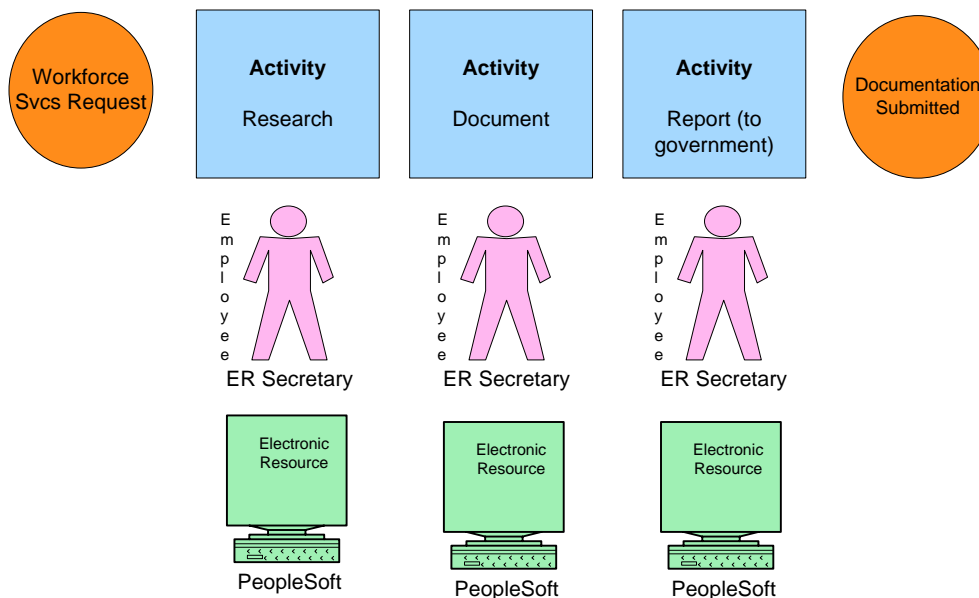 Workforce
Svcs Request
Activity
Research
Activity
Document
Activity
Report (to
government)
Documentation
Submitted
Employee
ER Secretary
Employee
ER Secretary
Employee
ER Secretary
Electronic
Resource
PeopleSoft
Electronic
Resource
PeopleSoft
Electronic
Resource
PeopleSoft